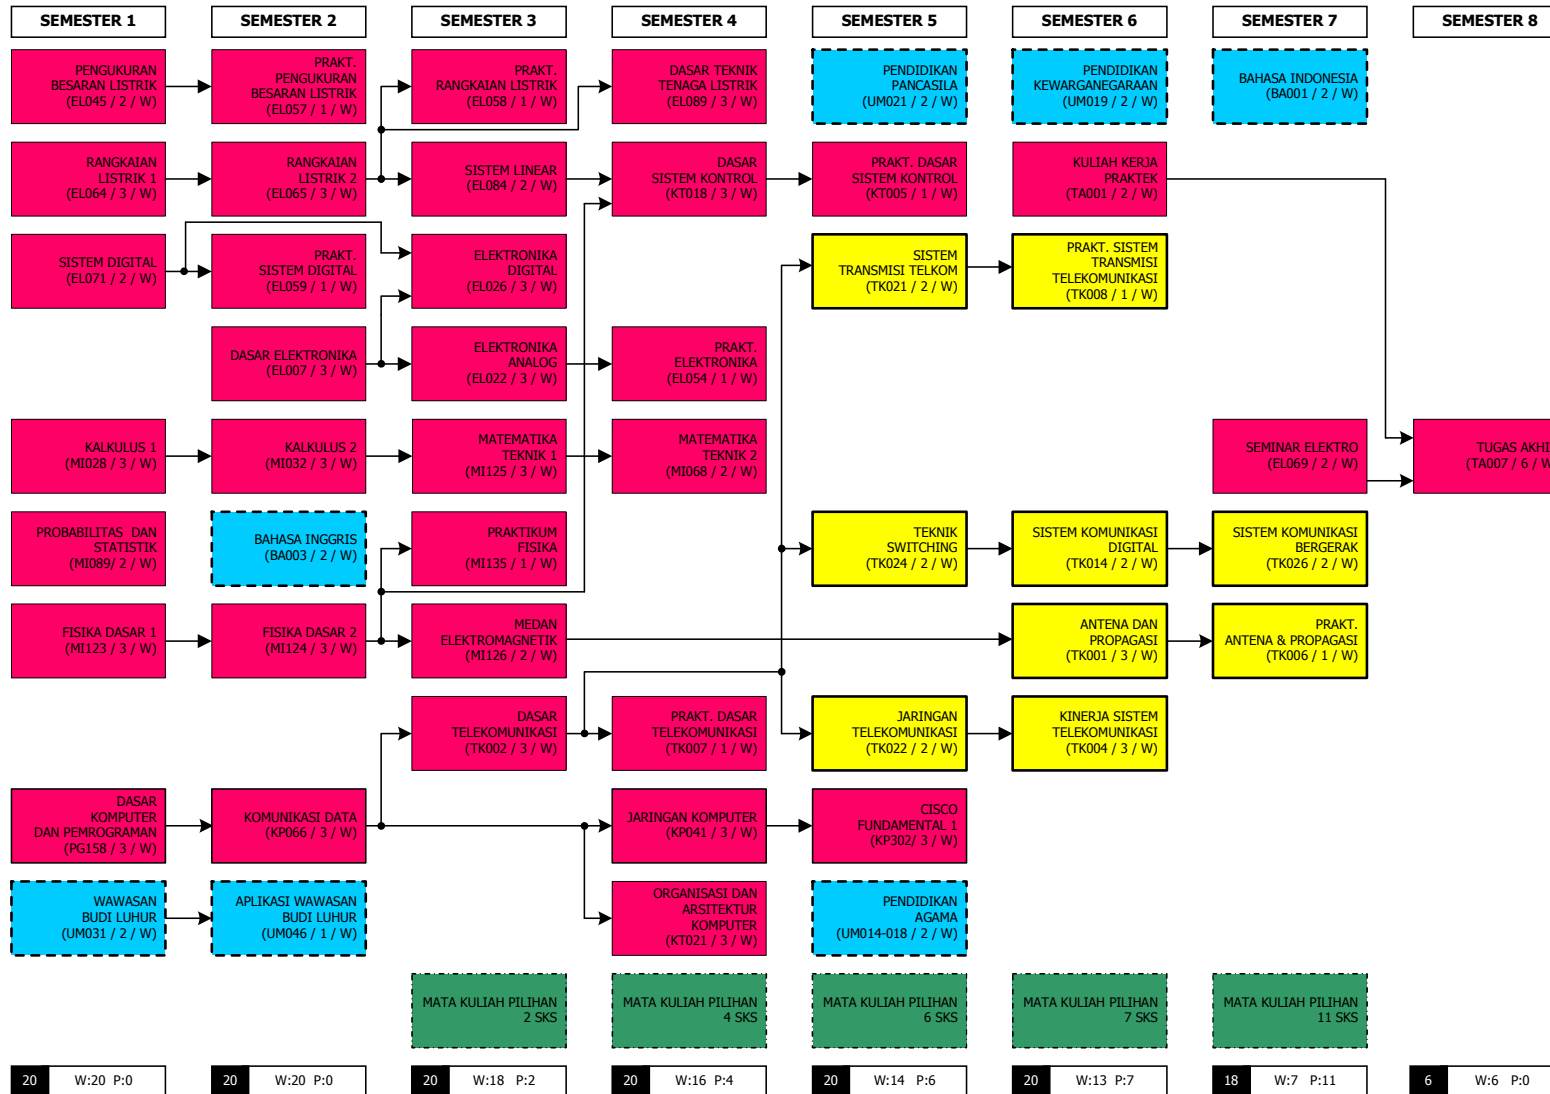 SEMESTER 1
SEMESTER 2
SEMESTER 3
SEMESTER 4
SEMESTER 5
SEMESTER 6
SEMESTER 7
SEMESTER 8
PENGUKURAN
BESARAN LISTRIK
(EL045 / 2 / W)
PRAKT.
PENGUKURAN
BESARAN LISTRIK
(EL057 / 1 / W)
PRAKT.
RANGKAIAN LISTRIK
(EL058 / 1 / W)
DASAR TEKNIK
TENAGA LISTRIK
(EL089 / 3 / W)
PENDIDIKAN
PANCASILA
(UM021 / 2 / W)
PENDIDIKAN
KEWARGANEGARAAN
(UM019 / 2 / W)
BAHASA INDONESIA
(BA001 / 2 / W)
RANGKAIAN
LISTRIK 1
(EL064 / 3 / W)
RANGKAIAN
LISTRIK 2
(EL065 / 3 / W)
SISTEM LINEAR
(EL084 / 2 / W)
DASAR
SISTEM KONTROL
(KT018 / 3 / W)
PRAKT. DASAR
SISTEM KONTROL
(KT005 / 1 / W)
KULIAH KERJA
PRAKTEK
(TA001 / 2 / W)
SISTEM DIGITAL
(EL071 / 2 / W)
PRAKT.
SISTEM DIGITAL
(EL059 / 1 / W)
ELEKTRONIKA
DIGITAL
(EL026 / 3 / W)
SISTEM
TRANSMISI TELKOM
(TK021 / 2 / W)
PRAKT. SISTEM
TRANSMISI
TELEKOMUNIKASI
(TK008 / 1 / W)
DASAR ELEKTRONIKA
(EL007 / 3 / W)
ELEKTRONIKA
ANALOG
(EL022 / 3 / W)
PRAKT.
ELEKTRONIKA
(EL054 / 1 / W)
KALKULUS 1
(MI028 / 3 / W)
KALKULUS 2
(MI032 / 3 / W)
MATEMATIKA
TEKNIK 1
(MI125 / 3 / W)
MATEMATIKA
TEKNIK 2
(MI068 / 2 / W)
SEMINAR ELEKTRO
(EL069 / 2 / W)
TUGAS AKHI
(TA007 / 6 / W
PROBABILITAS DAN
STATISTIK
(MI089/ 2 / W)
BAHASA INGGRIS
(BA003 / 2 / W)
PRAKTIKUM
FISIKA
(MI135 / 1 / W)
TEKNIK
SWITCHING
(TK024 / 2 / W)
SISTEM KOMUNIKASI
DIGITAL
(TK014 / 2 / W)
SISTEM KOMUNIKASI
BERGERAK
(TK026 / 2 / W)
FISIKA DASAR 1
(MI123 / 3 / W)
FISIKA DASAR 2
(MI124 / 3 / W)
MEDAN
ELEKTROMAGNETIK
(MI126 / 2 / W)
ANTENA DAN
PROPAGASI
(TK001 / 3 / W)
PRAKT.
ANTENA & PROPAGASI
(TK006 / 1 / W)
DASAR
TELEKOMUNIKASI
(TK002 / 3 / W)
PRAKT. DASAR
TELEKOMUNIKASI
(TK007 / 1 / W)
JARINGAN
TELEKOMUNIKASI
(TK022 / 2 / W)
KINERJA SISTEM
TELEKOMUNIKASI
(TK004 / 3 / W)
DASAR
KOMPUTER
DAN PEMROGRAMAN
(PG158 / 3 / W)
KOMUNIKASI DATA
(KP066 / 3 / W)
JARINGAN KOMPUTER
(KP041 / 3 / W)
CISCO
FUNDAMENTAL 1
(KP302/ 3 / W)
WAWASAN
BUDI LUHUR
(UM031 / 2 / W)
APLIKASI WAWASAN
BUDI LUHUR
(UM046 / 1 / W)
ORGANISASI DAN
ARSITEKTUR
KOMPUTER
(KT021 / 3 / W)
PENDIDIKAN
AGAMA
(UM014-018 / 2 / W)
MATA KULIAH PILIHAN
2 SKS
MATA KULIAH PILIHAN
4 SKS
MATA KULIAH PILIHAN
6 SKS
MATA KULIAH PILIHAN
7 SKS
MATA KULIAH PILIHAN
11 SKS
20 W:20 P:0
20 W:20 P:0
20 W:18 P:2
20 W:16 P:4
20 W:14 P:6
20 W:13 P:7
18 W:7 P:11
6 W:6 P:0